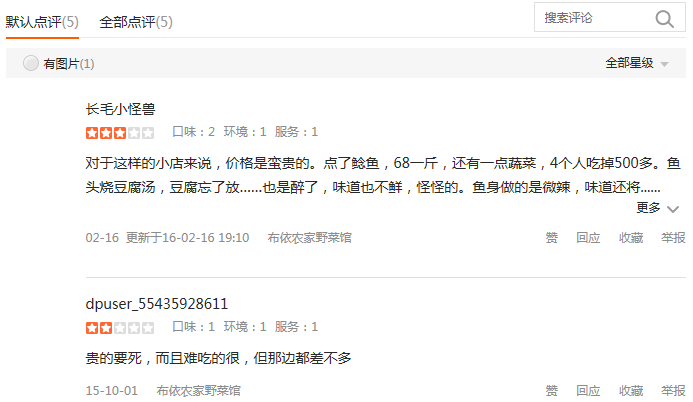 默认点评(5) 全部点评(5) 搜索评论
有图片(1) 全部星级
长毛小怪兽
口味：2 环境：1 服务：1
对于这样的小店来说，价格是蛮贵的。点了鲶鱼，68一斤，还有一点蔬菜，4个人吃掉500多。鱼
头烧豆腐汤，豆腐忘了放......也是醉了，味道也不鲜，怪怪的。鱼身做的是微辣，味道还将......
更多
02-16 更新于16-02-16 19:10 布依农家野菜馆 赞 回应 收藏 举报
dpuser_55435928611
口味：1 环境：1 服务：1
贵的要死，而且难吃的很，但那边都差不多
15-10-01 布依农家野菜馆 赞 回应 收藏 举报